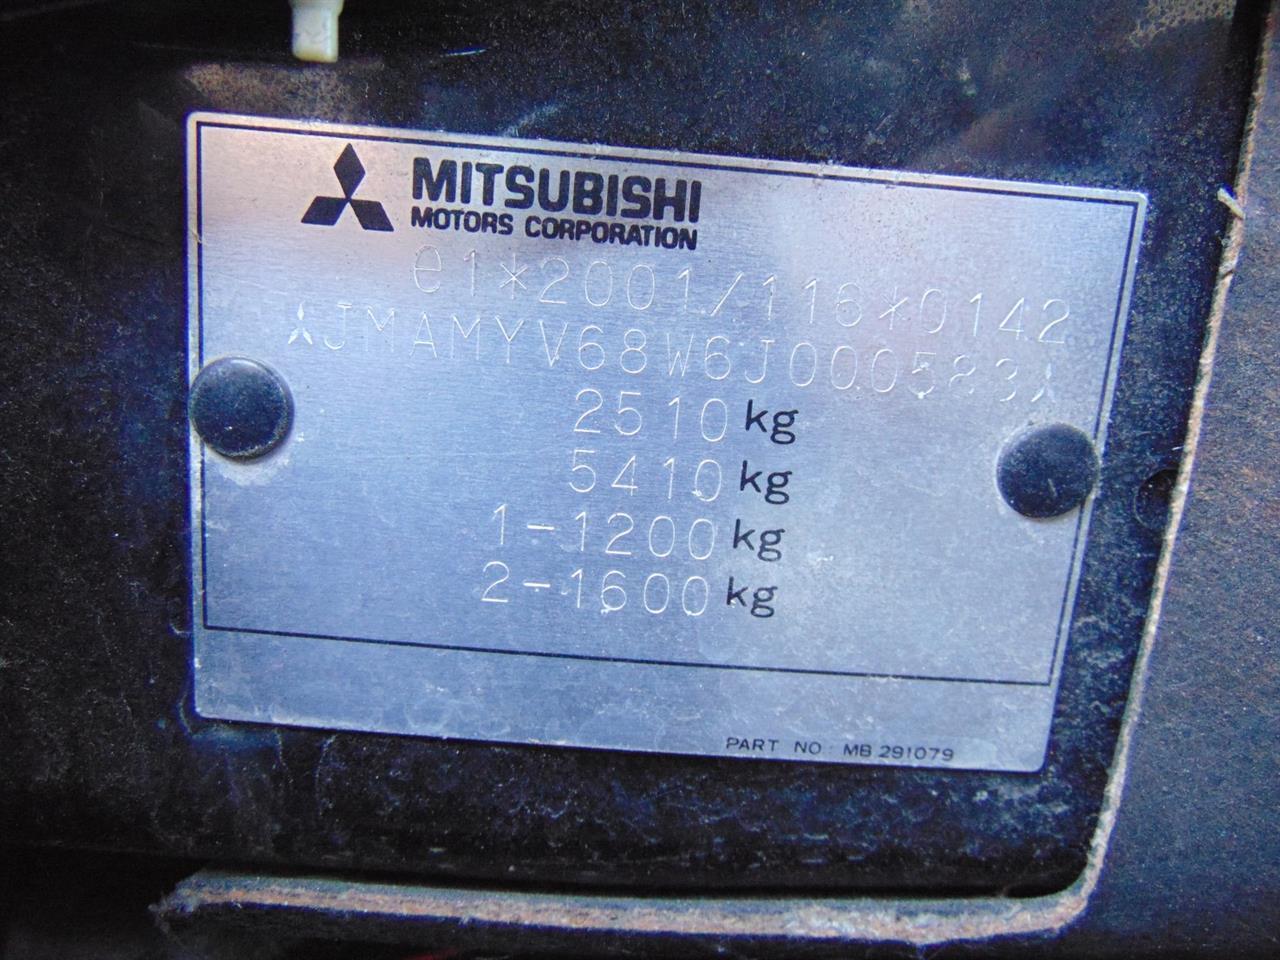 MITSUBISHI
MOTORS CORPORATION
e1*2001/116*0142
JMAMYV68W6J000583
2510 kg
5410 kg
1-1200 kg
2-1600 kg
PART NO: MB 291079